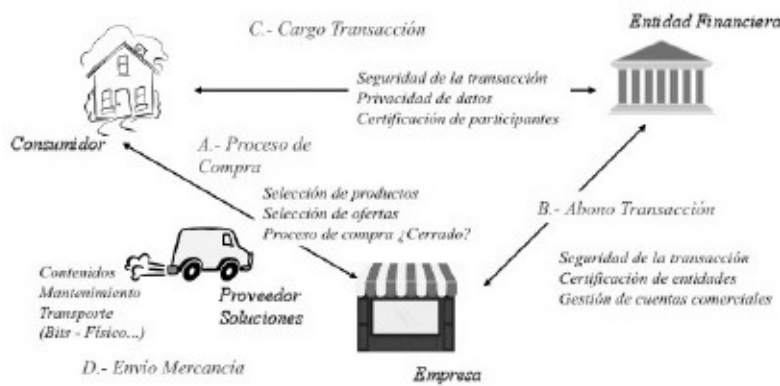 C.- Cargo Transacción
Entidad Financiera
Seguridad de la transacción
Privacidad de datos
Certificación de participantes
Consumidor
A.- Proceso de
Compra
Selección de productos
Selección de ofertas
Proceso de compra ¿Cerrado?
B.- Abono Transacción
Seguridad de la transacción
Certificación de entidades
Gestión de cuentas comerciales
Contenidos
Mantenimiento
Transporte
(Bits - Físico...)
Proveedor
Soluciones
D.- Envío Mercancía
Empresa